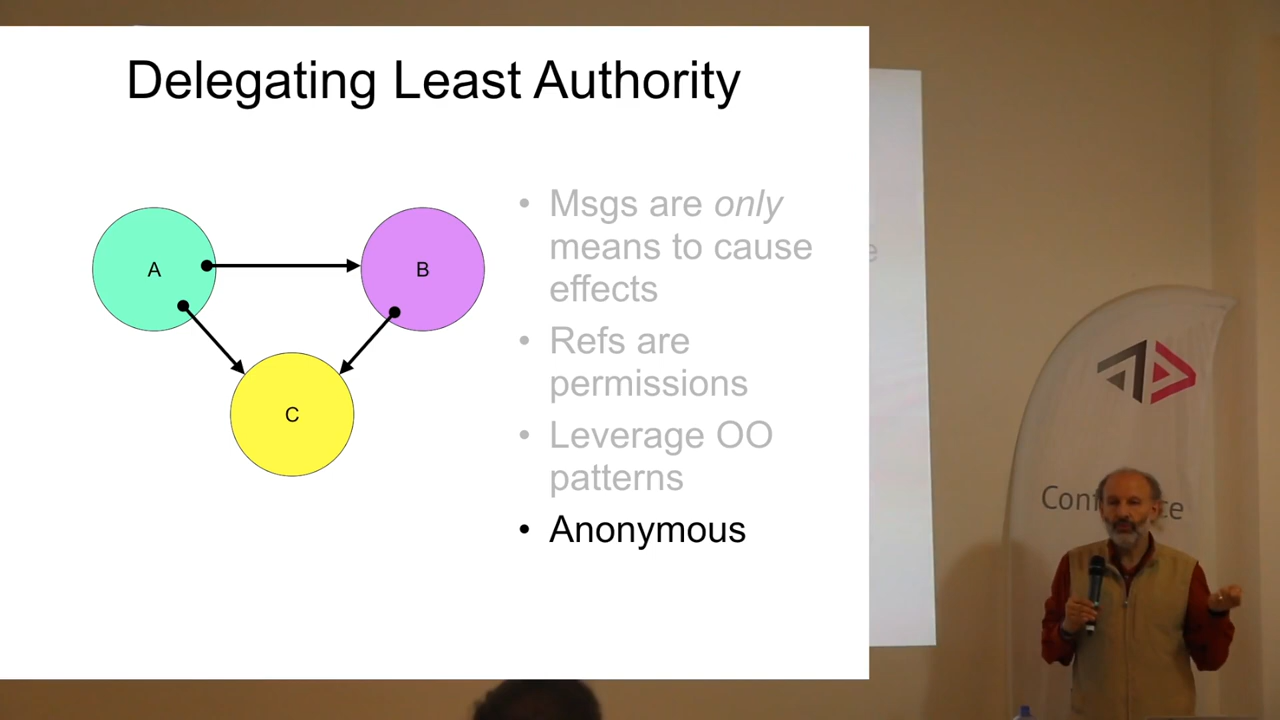 Delegating Least Authority
A
B
C
• Msgs are only
means to cause
effects
• Refs are
permissions
• Leverage OO
patterns
• Anonymous